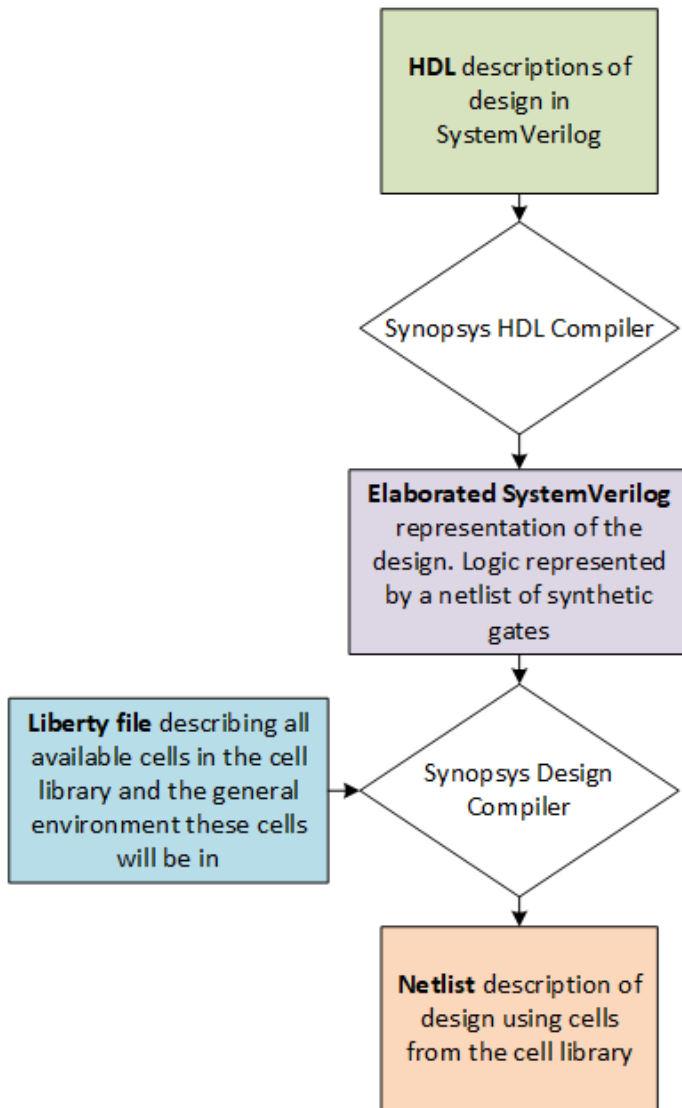 HDL descriptions of
design in
SystemVerilog
Synopsys HDL Compiler
Elaborated SystemVerilog
representation of the
design. Logic represented
by a netlist of synthetic
gates
Liberty file describing all
available cells in the cell
library and the general
environment these cells
will be in
Synopsys Design
Compiler
Netlist description of
design using cells
from the cell library